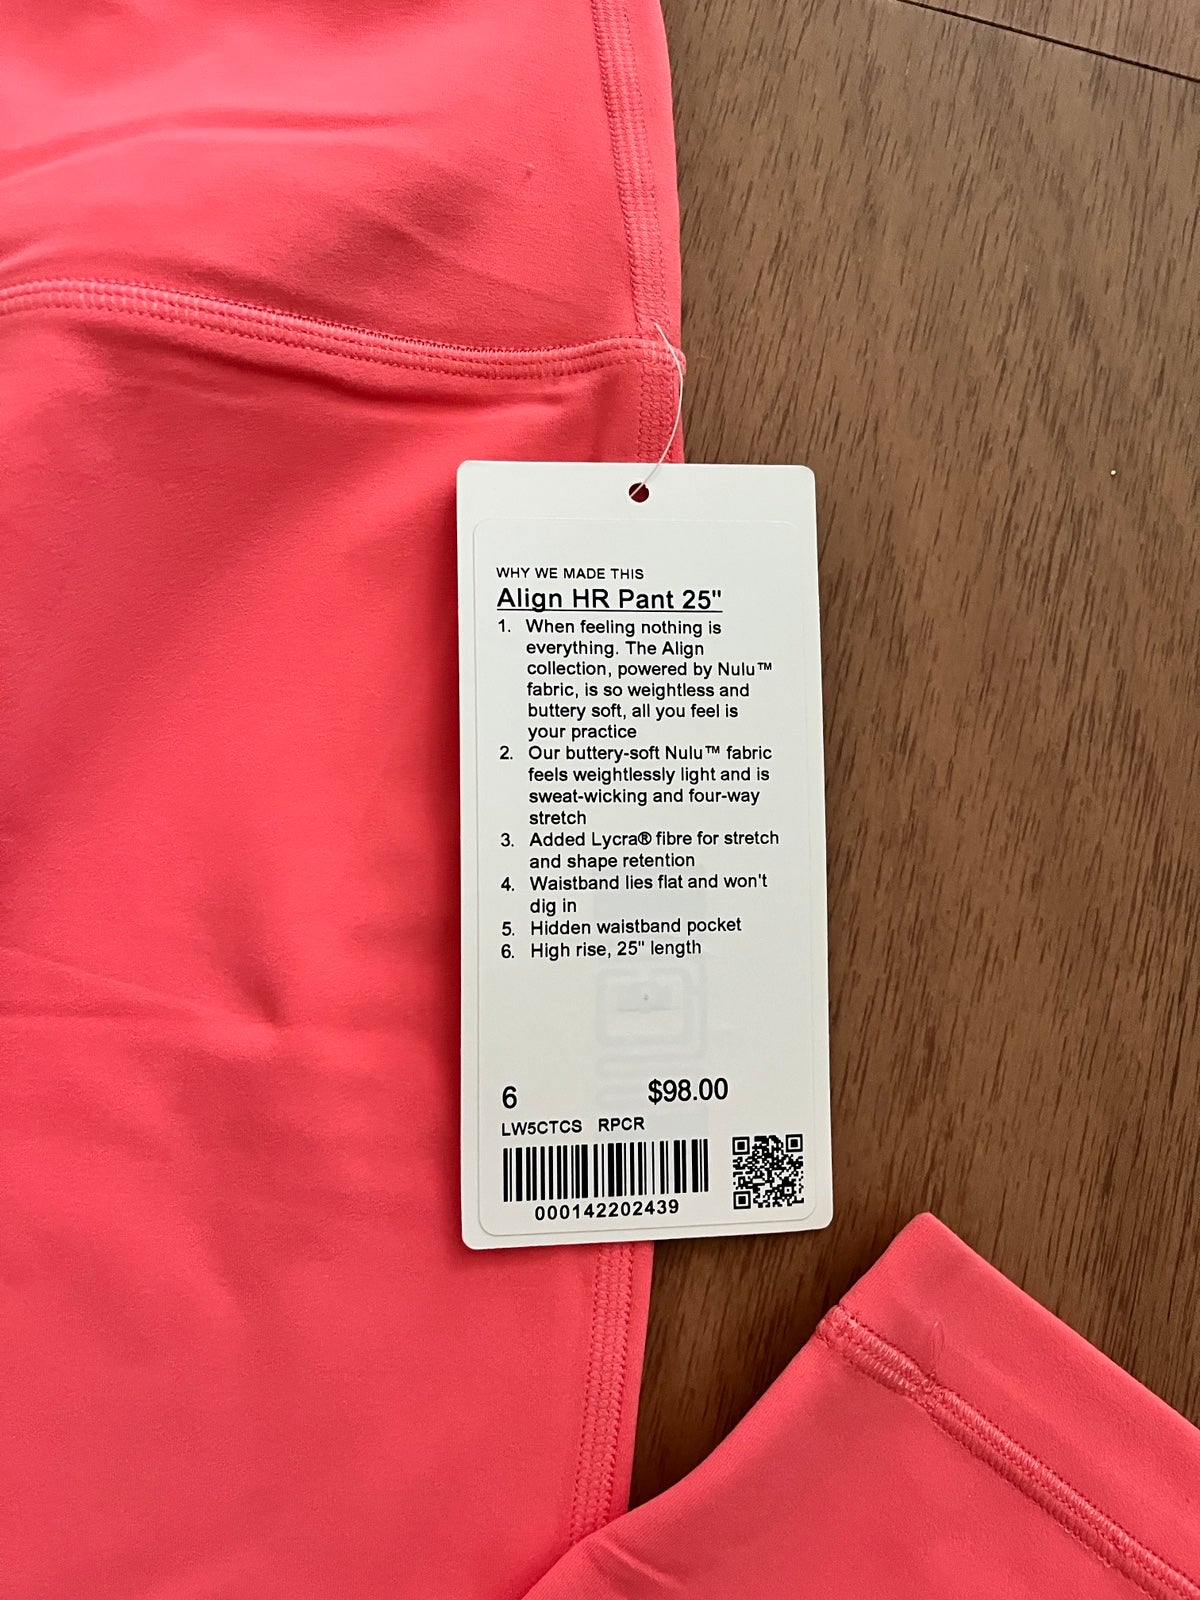 WHY WE MADE THIS
Align HR Pant 25"
1. When feeling nothing is
everything. The Align
collection, powered by Nulu™
fabric, is so weightless and
buttery soft, all you feel is
your practice
2. Our buttery-soft Nulu™ fabric
feels weightlessly light and is
sweat-wicking and four-way
stretch
3. Added Lycra® fibre for stretch
and shape retention
4. Waistband lies flat and won't
dig in
5. Hidden waistband pocket
6. High rise, 25" length
6 $98.00
LW5CTCS RPCR
000142202439